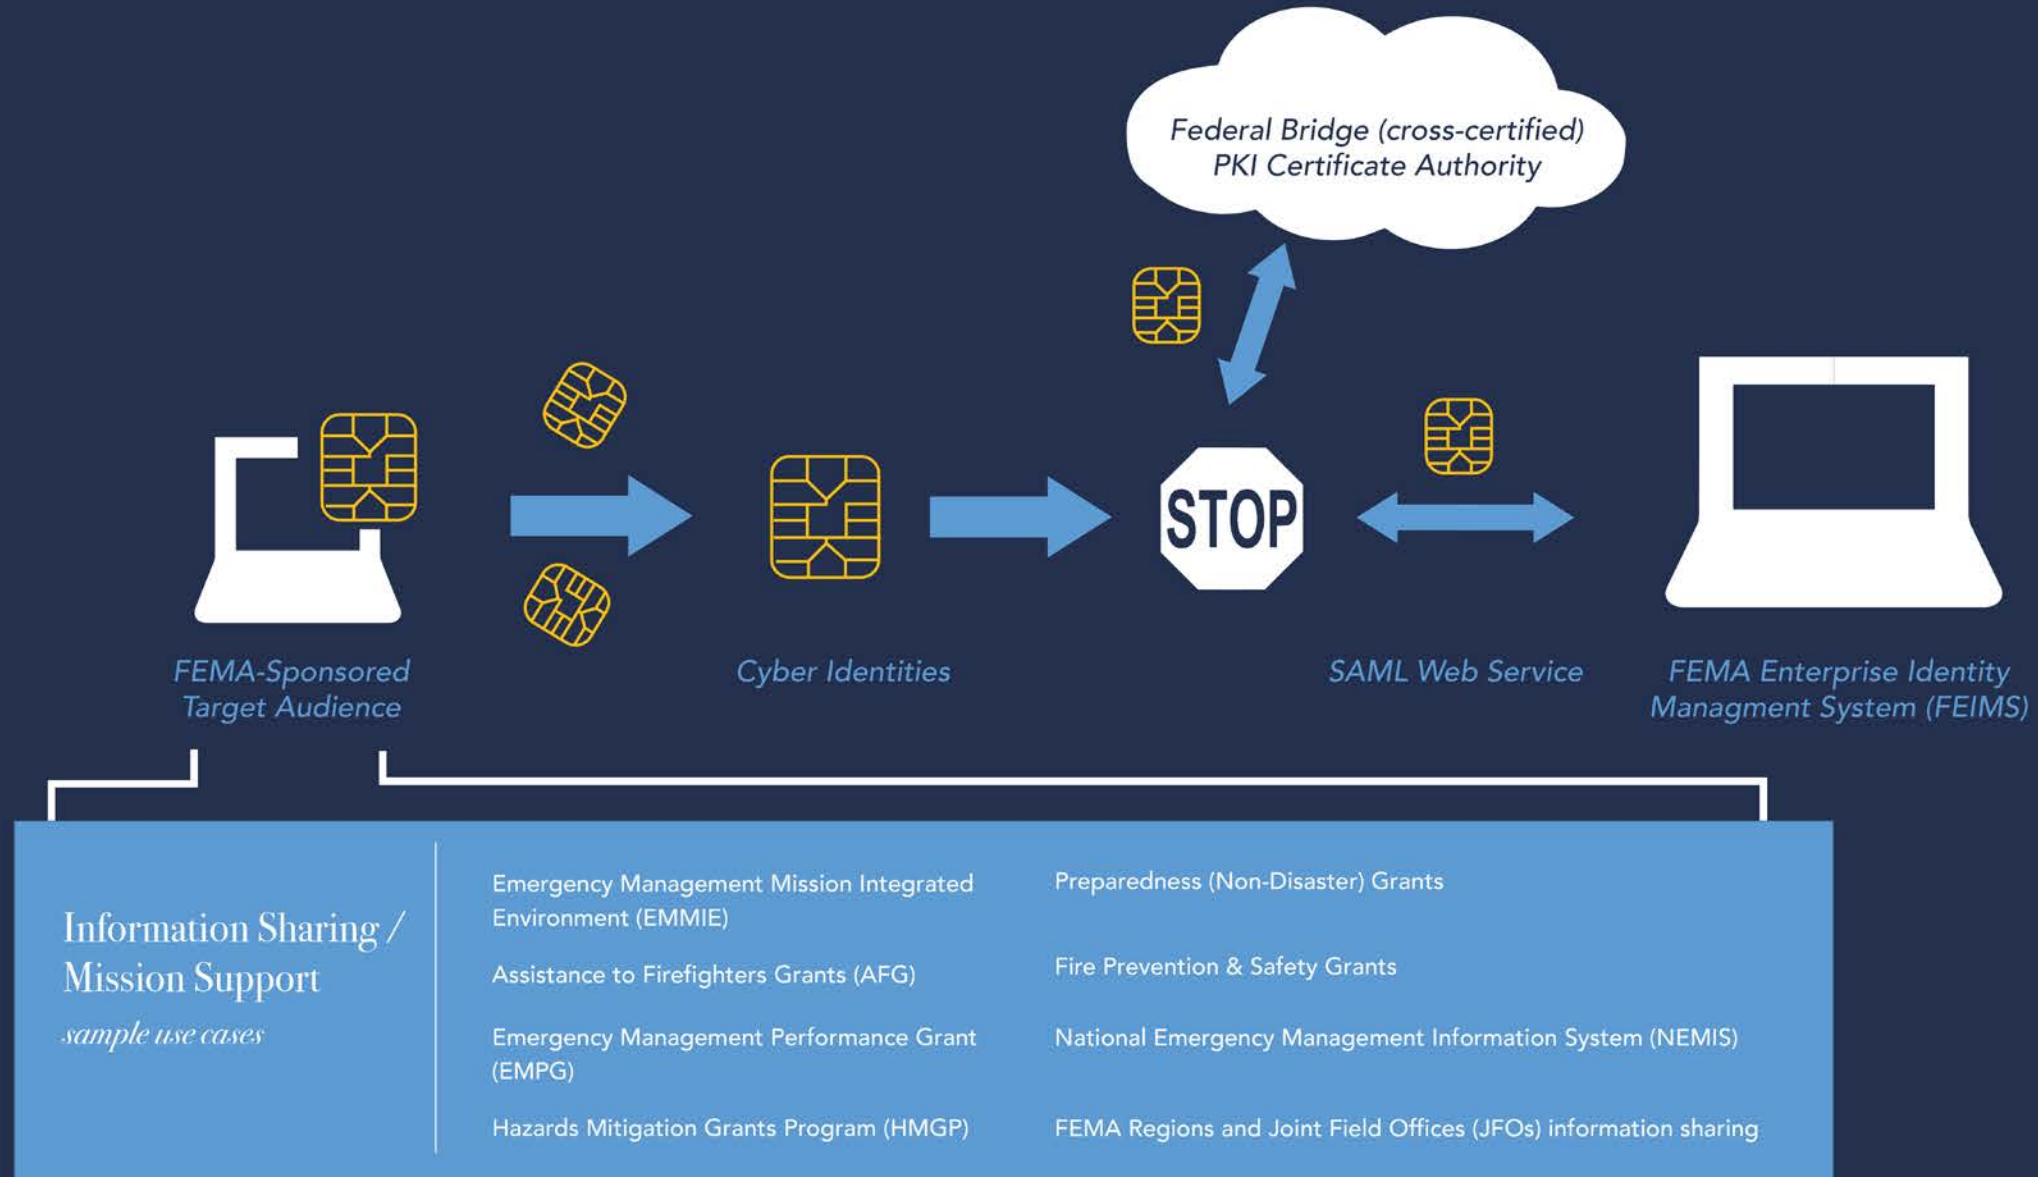 Federal Bridge (cross-certified)
PKI Certificate Authority
STOP
FEMA-Sponsored
Target Audience
Cyber Identities
SAML Web Service
FEMA Enterprise Identity
Managment System (FEIMS)
Information Sharing /
Mission Support
sample use cases
Emergency Management Mission Integrated
Environment (EMMIE)
Assistance to Firefighters Grants (AFG)
Emergency Management Performance Grant
(EMPG)
Hazards Mitigation Grants Program (HMGP)
Preparedness (Non-Disaster) Grants
Fire Prevention & Safety Grants
National Emergency Management Information System (NEMIS)
FEMA Regions and Joint Field Offices (JFOs) information sharing